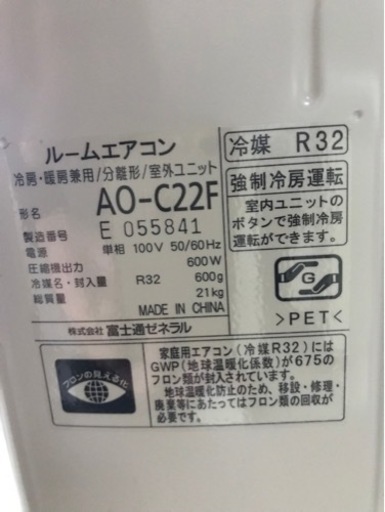 ルームエアコン
冷房・暖房兼用/分離形/室外ユニット
形名 AO-C22F
製造番号 E 055841
電源 単相 100V 50/60Hz
圧縮機出力 600W
冷媒名・封入量 R32 600g
総質量 21kg
MADE IN CHINA
株式会社 富士通ゼネラル
冷媒 R32
強制冷房運転
室内ユニットの
ボタンで強制冷房
運転ができます。
G
>PET<
フロンの見える化
家庭用エアコン(冷媒R32)には
GWP(地球温暖化係数)が675の
フロン類が封入されています。
地球温暖化防止のため、移設・修理・
廃棄等にあたってはフロン類の回収が
必要です。